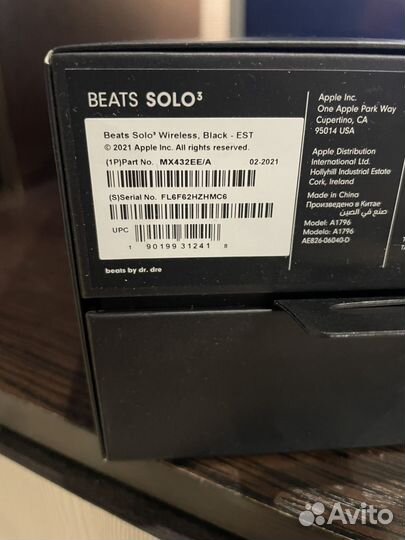 BEATS SOLO³
Beats Solo³ Wireless, Black - EST
© 2021 Apple Inc. All rights reserved.
(1P)Part No. MX432EE/A 02-2021
(S)Serial No. FL6F62HZHMC6
UPC
1 90199 31241 8
beats by dr. dre
Apple Inc.
One Apple Park Way
Cupertino, CA
95014 USA
Apple Distribution
International Ltd.
Hollyhill Industrial Estate
Cork, Ireland
Made in China
Произведено в Китае
صنع في الصين
Model: A1796
Modelo: A1796
AE826-06040-D
Avito